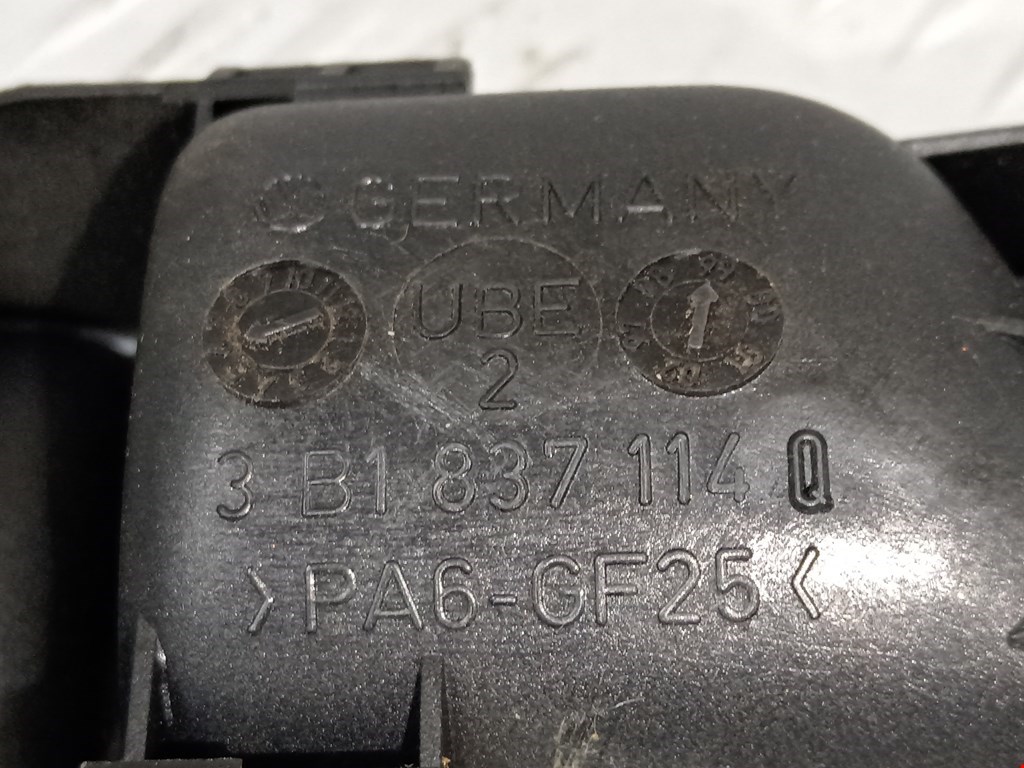 GERMANY
UBE
2
3 B1 837 114 Q
>PA6-GF25<